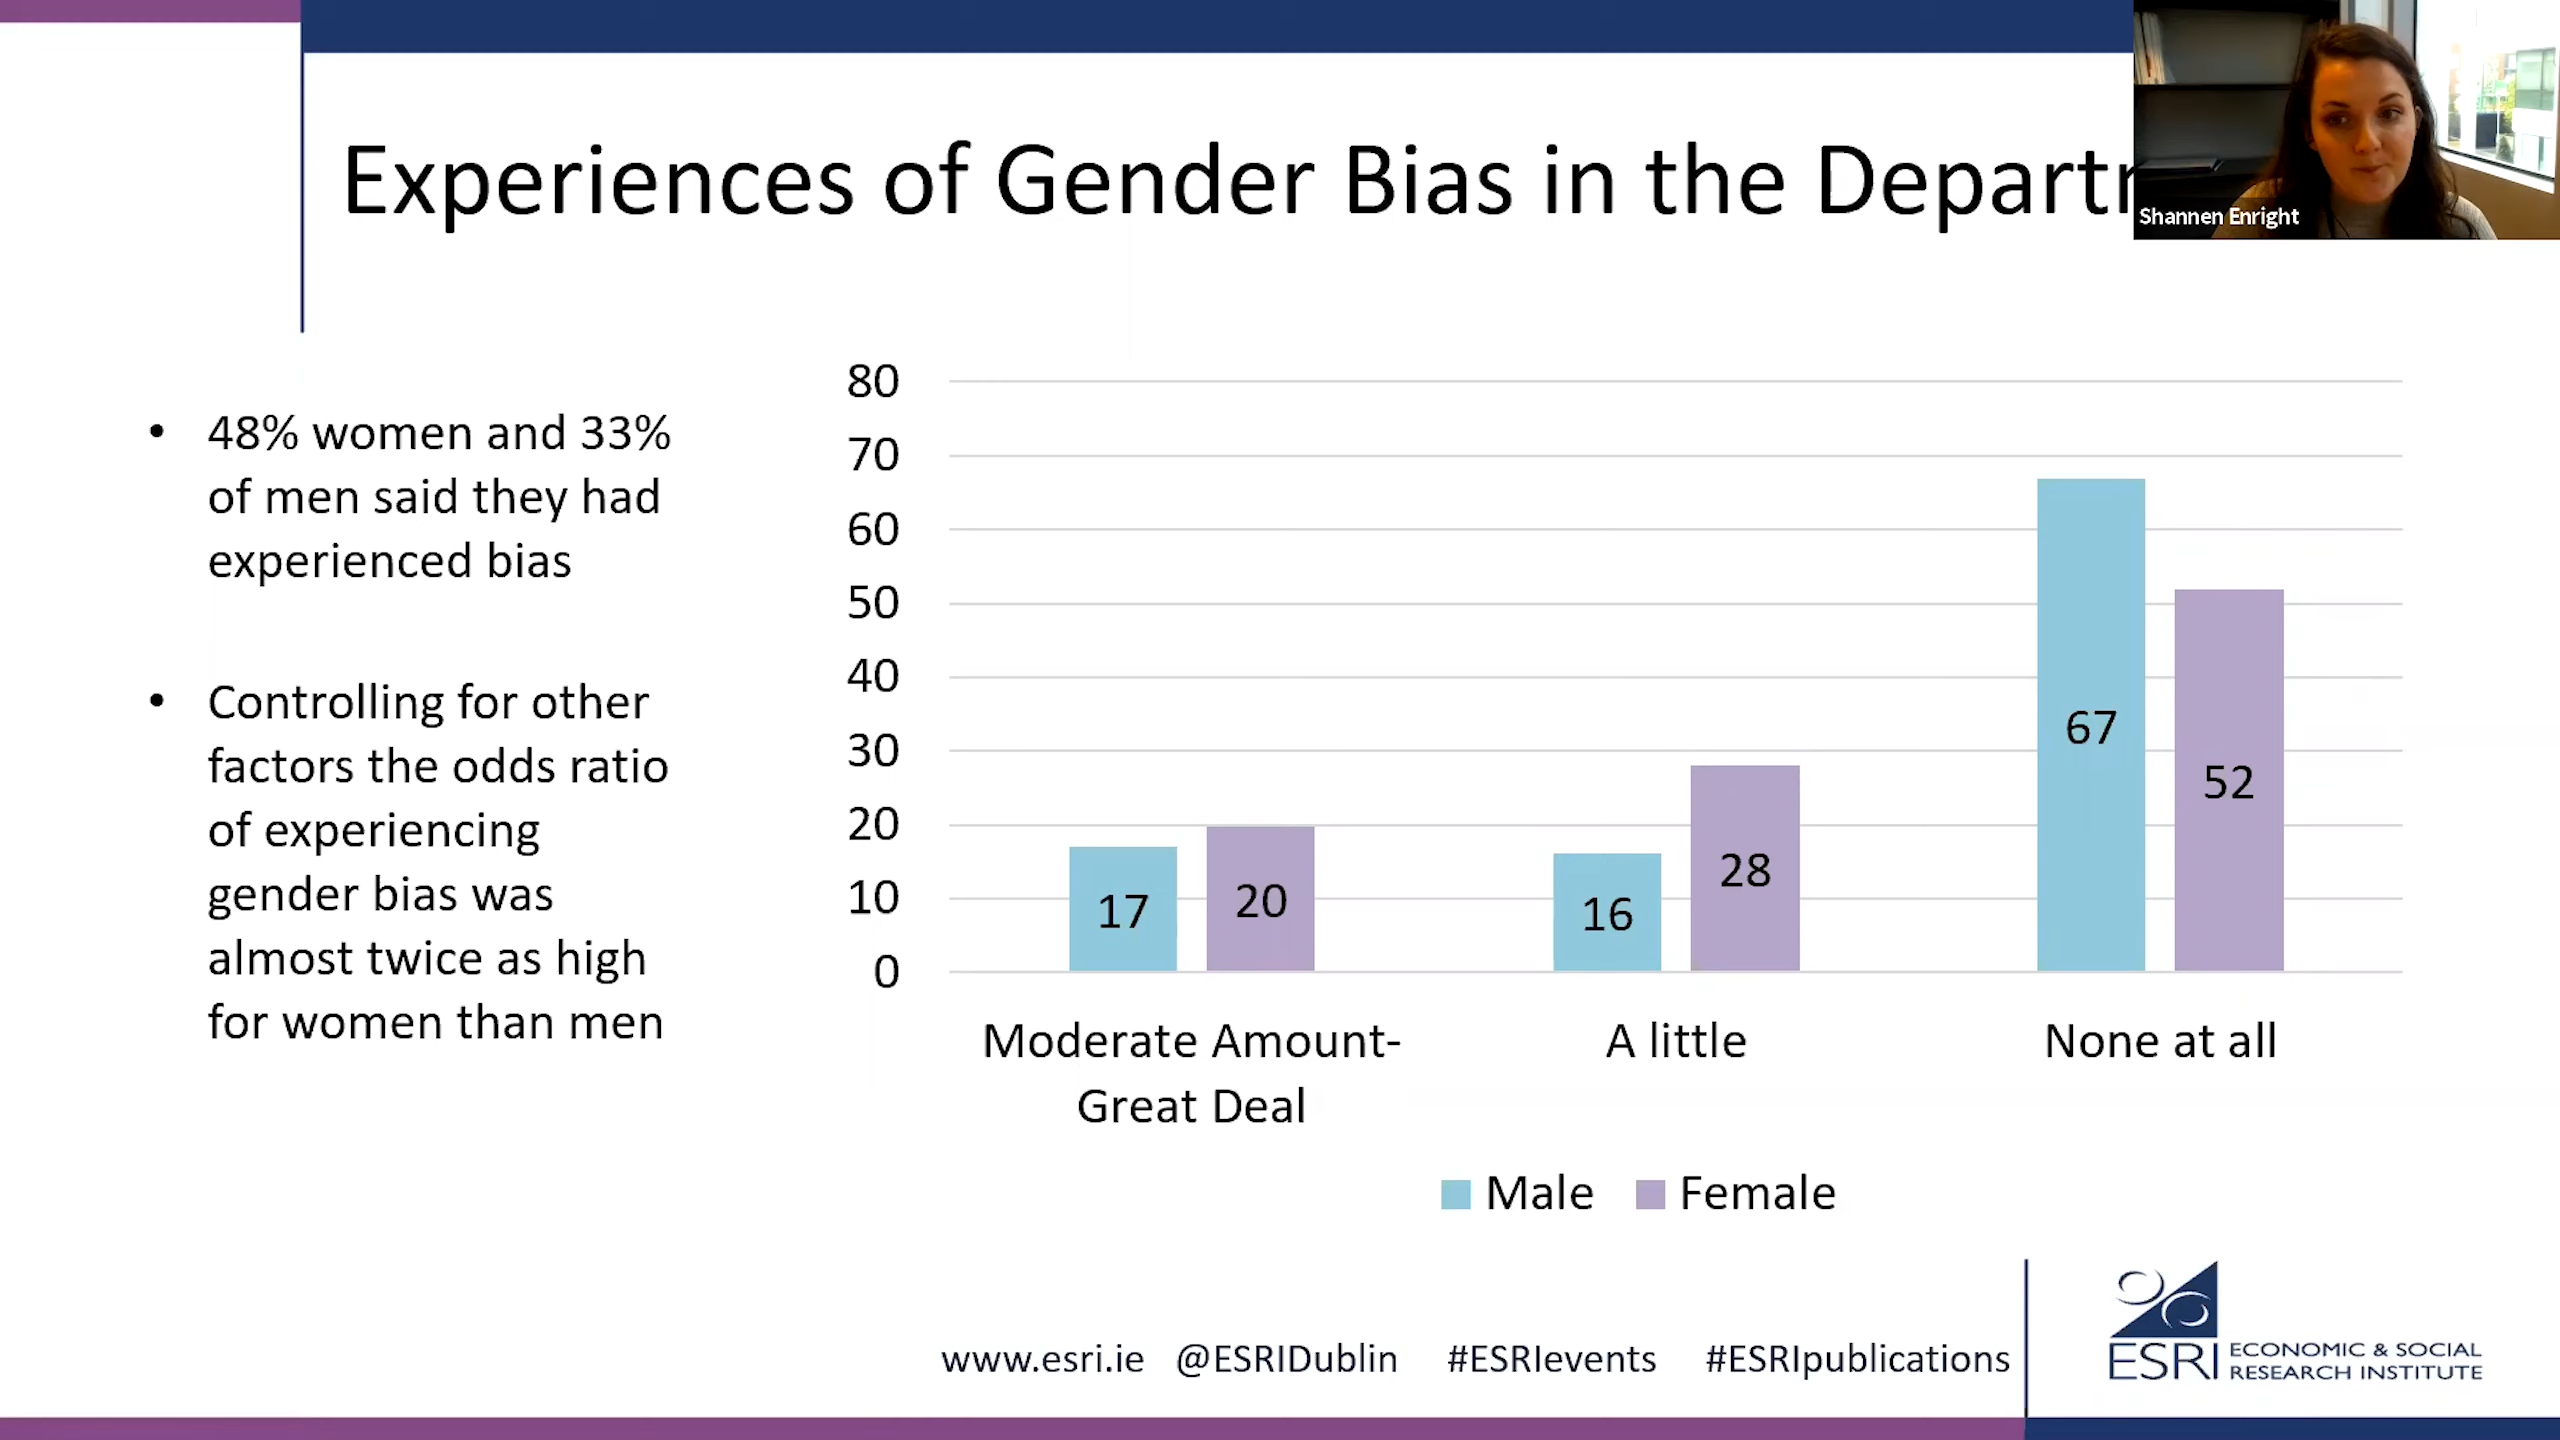 Experiences of Gender Bias in the Departm
Shannen Enright
• 48% women and 33%
of men said they had
experienced bias
• Controlling for other
factors the odds ratio
of experiencing
gender bias was
almost twice as high
for women than men
80
70
60
50
40
30
20
10
0
17
20
16
28
67
52
Moderate Amount-
Great Deal
A little
None at all
Male Female
www.esri.ie @ESRIDublin #ESRIevents #ESRIpublications
ESRI
ECONOMIC & SOCIAL
RESEARCH INSTITUTE